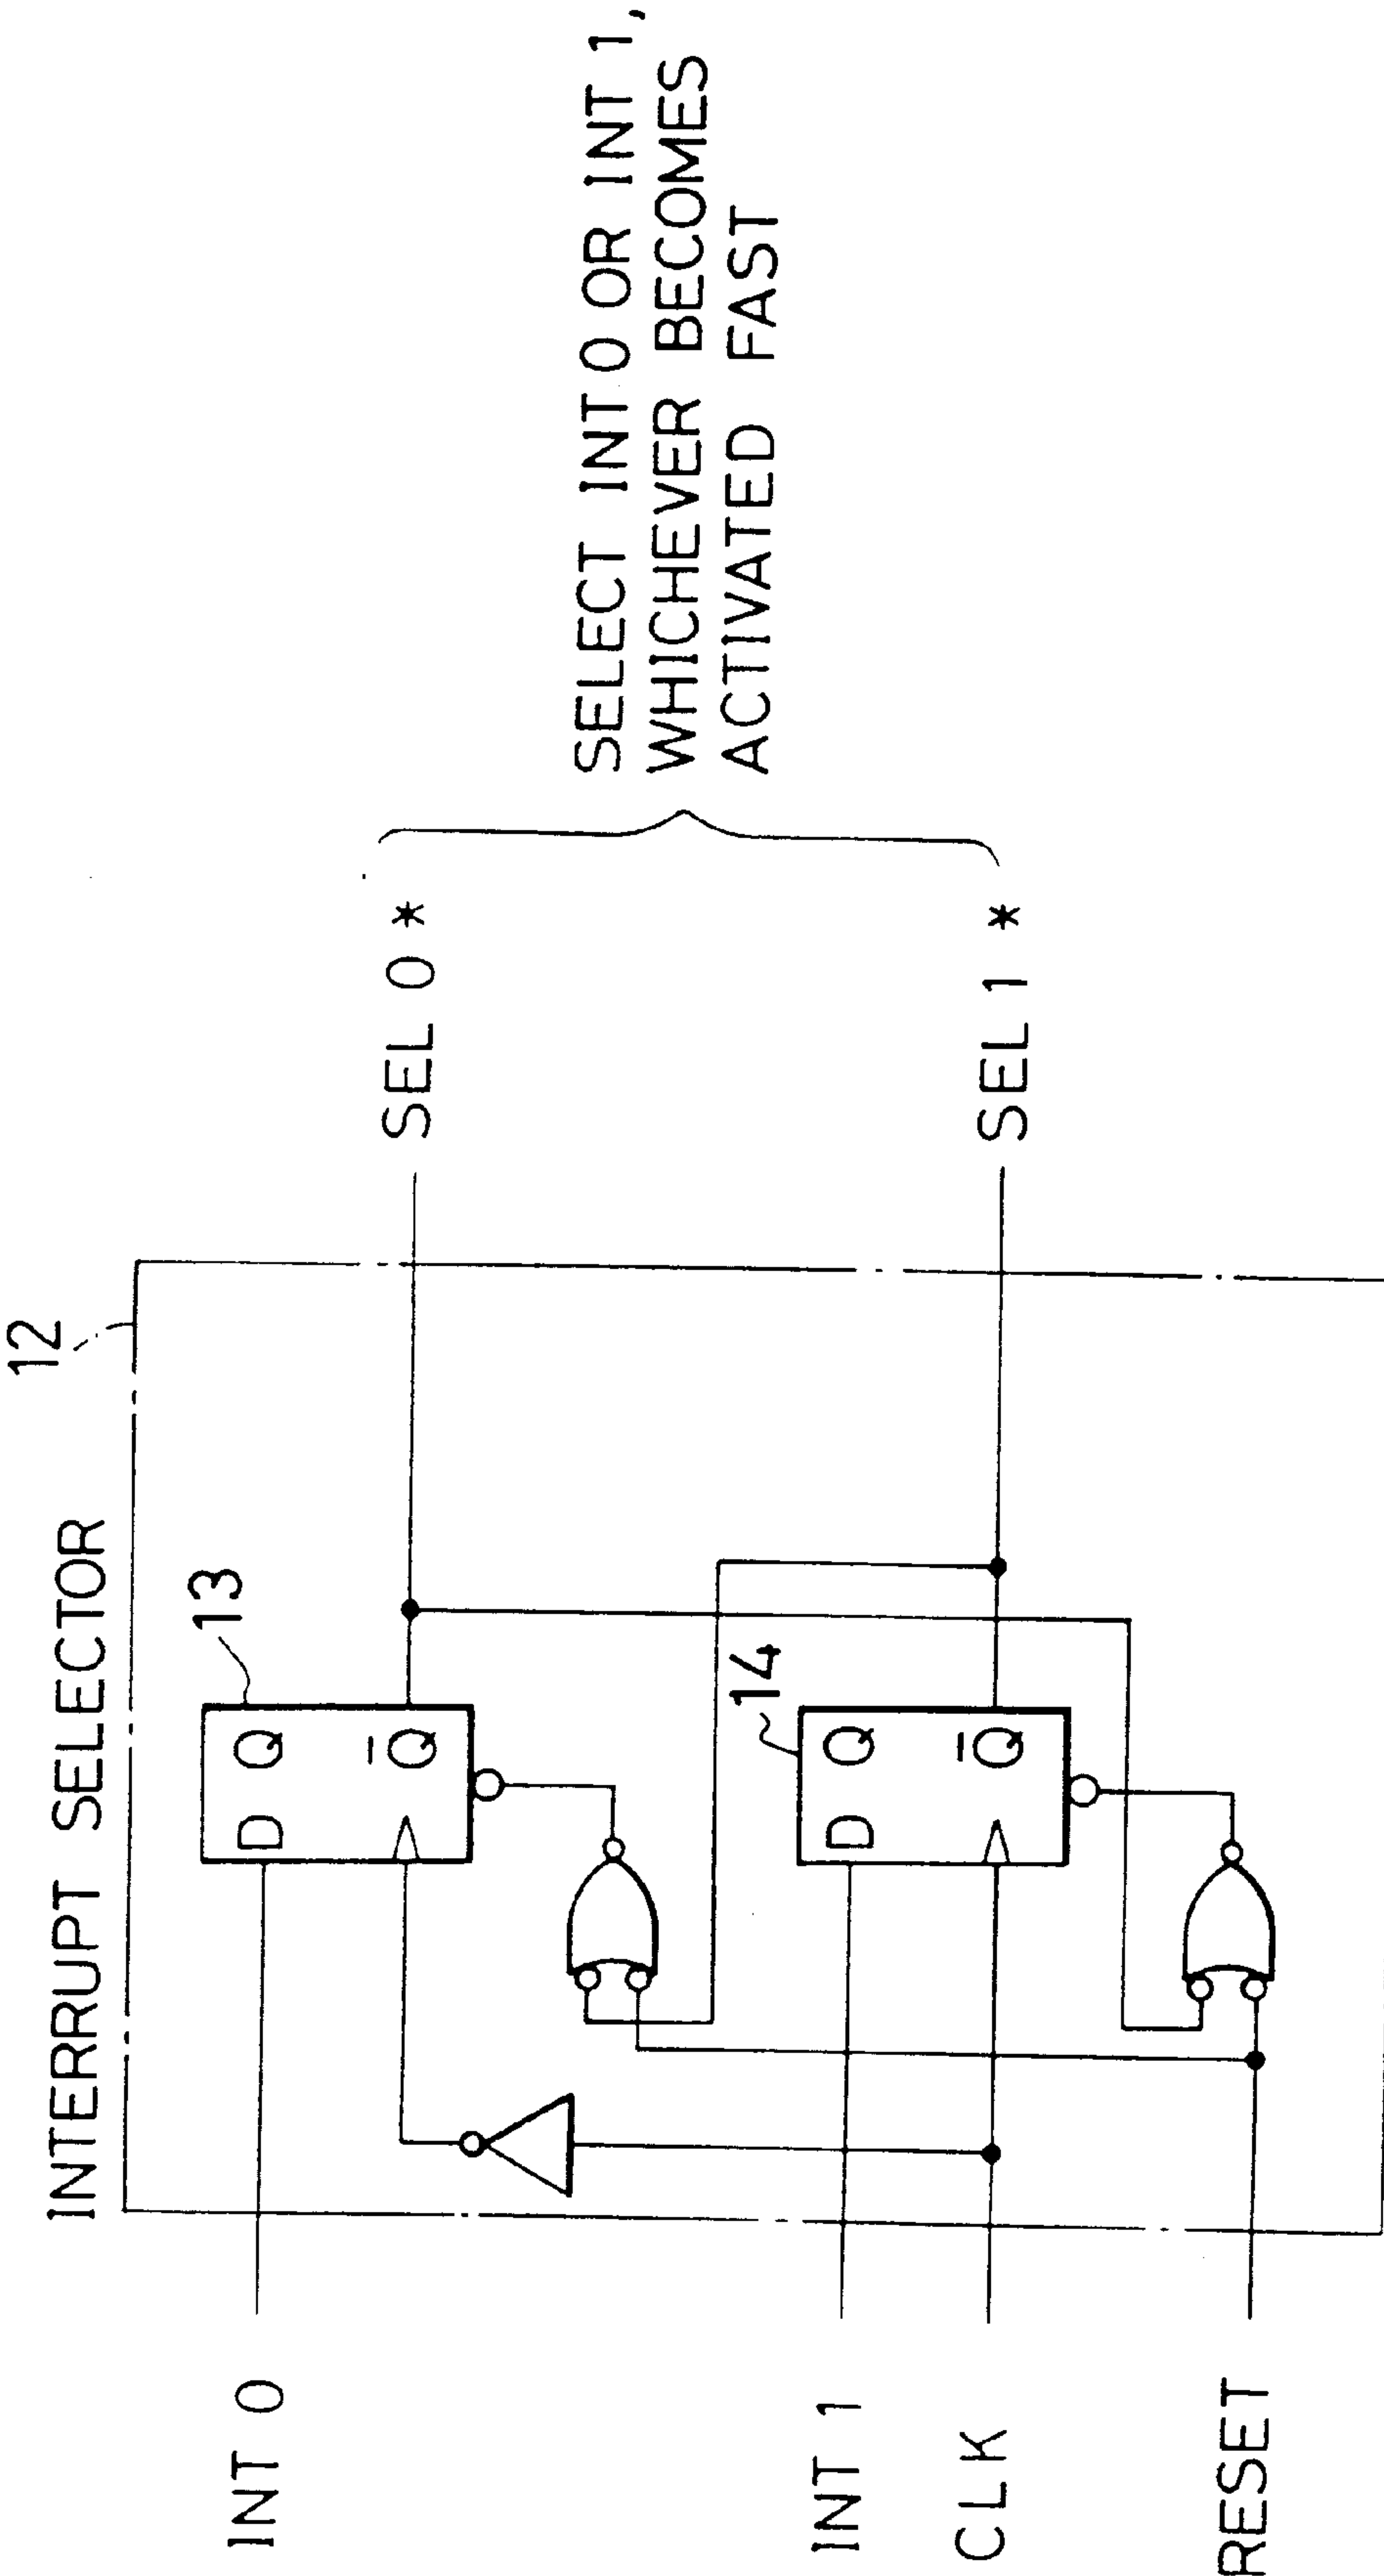 INTERRUPT SELECTOR
12
INT 0
D Q
Q̅
13
SEL 0 *
SELECT INT 0 OR INT 1,
WHICHEVER BECOMES
ACTIVATED FAST
INT 1
D Q
Q̅
14
CLK
SEL 1 *
RESET